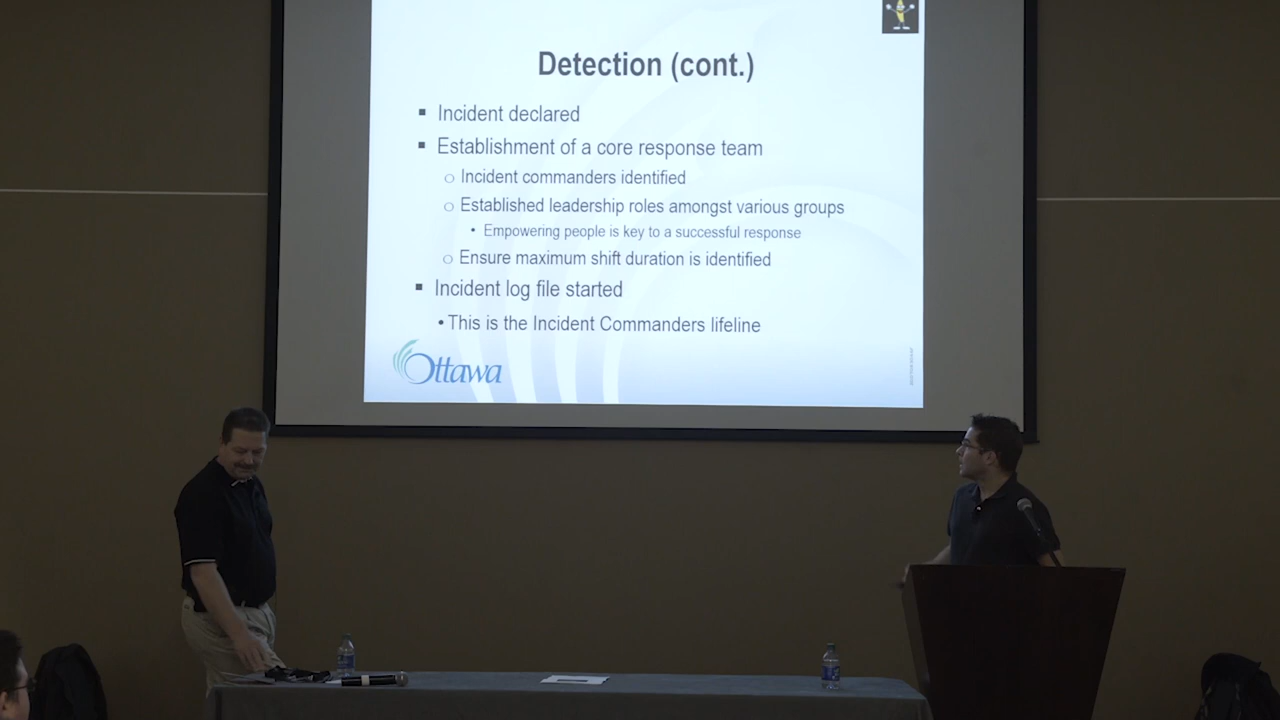 Detection (cont.)
▪ Incident declared
▪ Establishment of a core response team
○ Incident commanders identified
○ Established leadership roles amongst various groups
• Empowering people is key to a successful response
○ Ensure maximum shift duration is identified
▪ Incident log file started
• This is the Incident Commanders lifeline
Ottawa